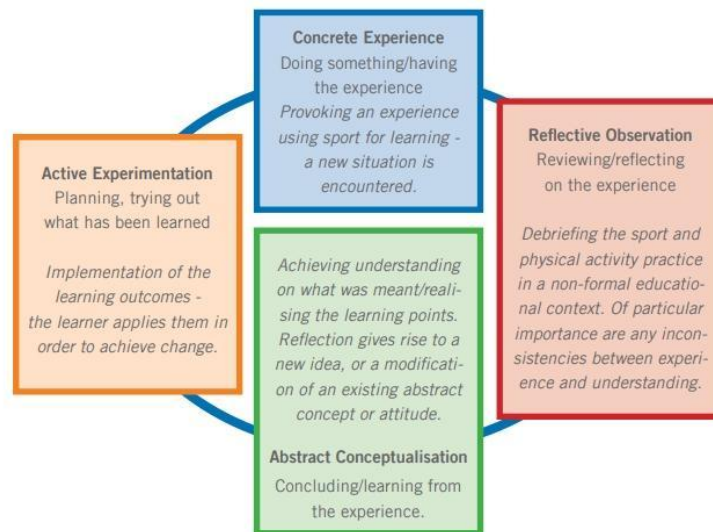 Concrete Experience
Doing something/having
the experience
Provoking an experience
using sport for learning -
a new situation is
encountered.
Reflective Observation
Reviewing/reflecting
on the experience
Debriefing the sport and
physical activity practice
in a non-formal educatio-
nal context. Of particular
importance are any incon-
sistencies between experi-
ence and understanding.
Achieving understanding
on what was meant/reali-
sing the learning points.
Reflection gives rise to a
new idea, or a modificati-
on of an existing abstract
concept or attitude.
Abstract Conceptualisation
Concluding/learning from
the experience.
Active Experimentation
Planning, trying out
what has been learned
Implementation of the
learning outcomes -
the learner applies them in
order to achieve change.